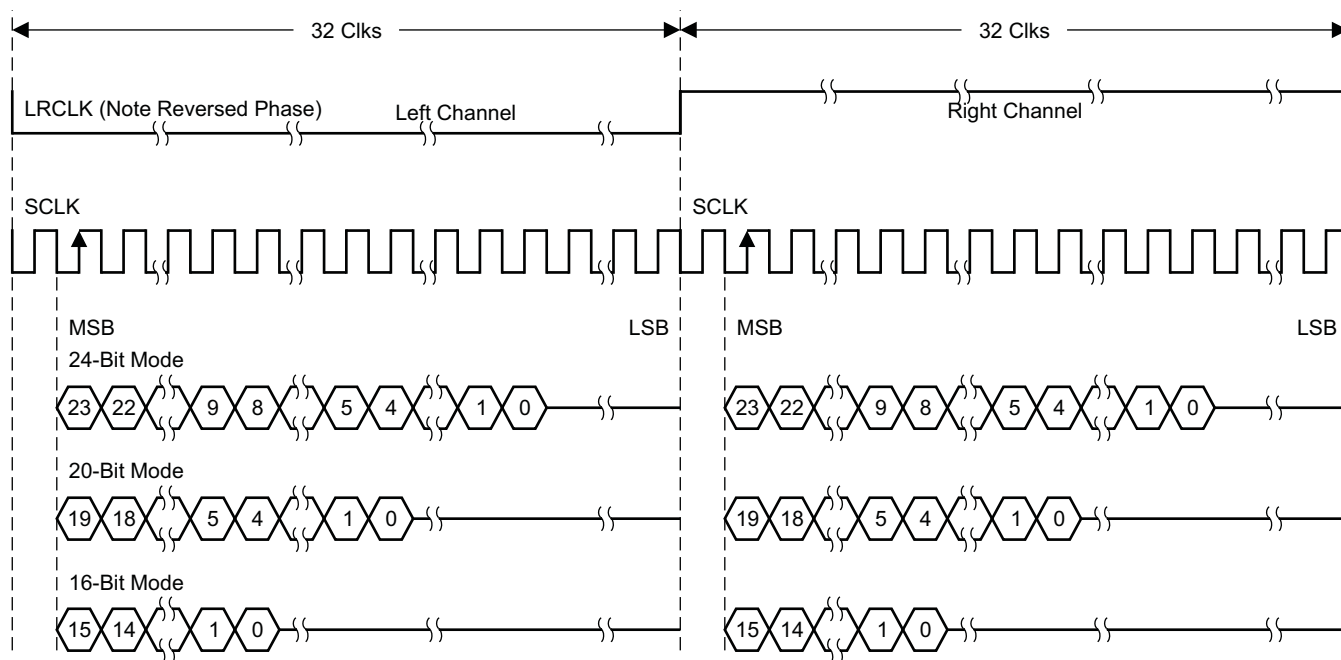 32 Clks 32 Clks
LRCLK (Note Reversed Phase) Left Channel Right Channel
SCLK SCLK
MSB LSB MSB LSB
24-Bit Mode
23 22 9 8 5 4 1 0 23 22 9 8 5 4 1 0
20-Bit Mode
19 18 5 4 1 0 19 18 5 4 1 0
16-Bit Mode
15 14 1 0 15 14 1 0